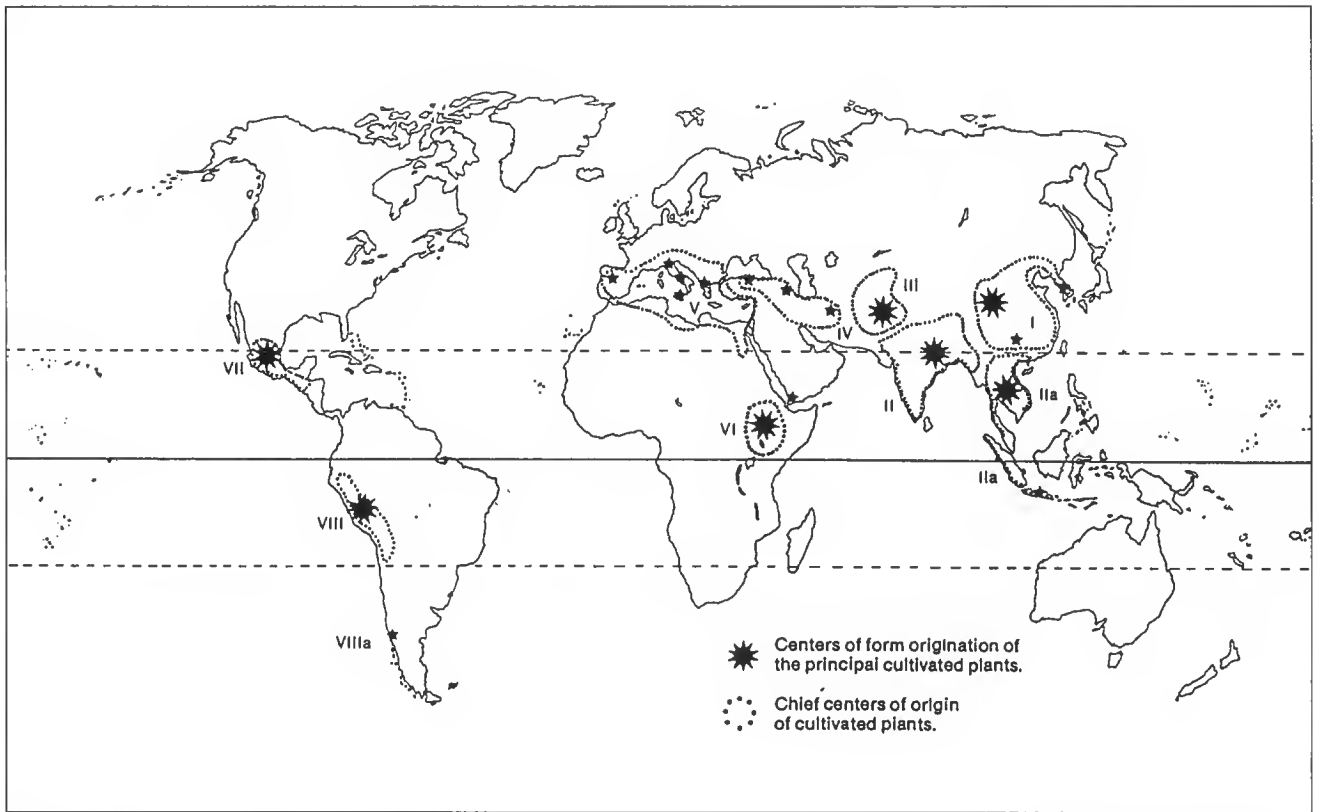 III
I
IV
V
VII
II
IIa
VI
IIa
VIII
VIIIa
Centers of form origination of
the principal cultivated plants.
Chief centers of origin
of cultivated plants.